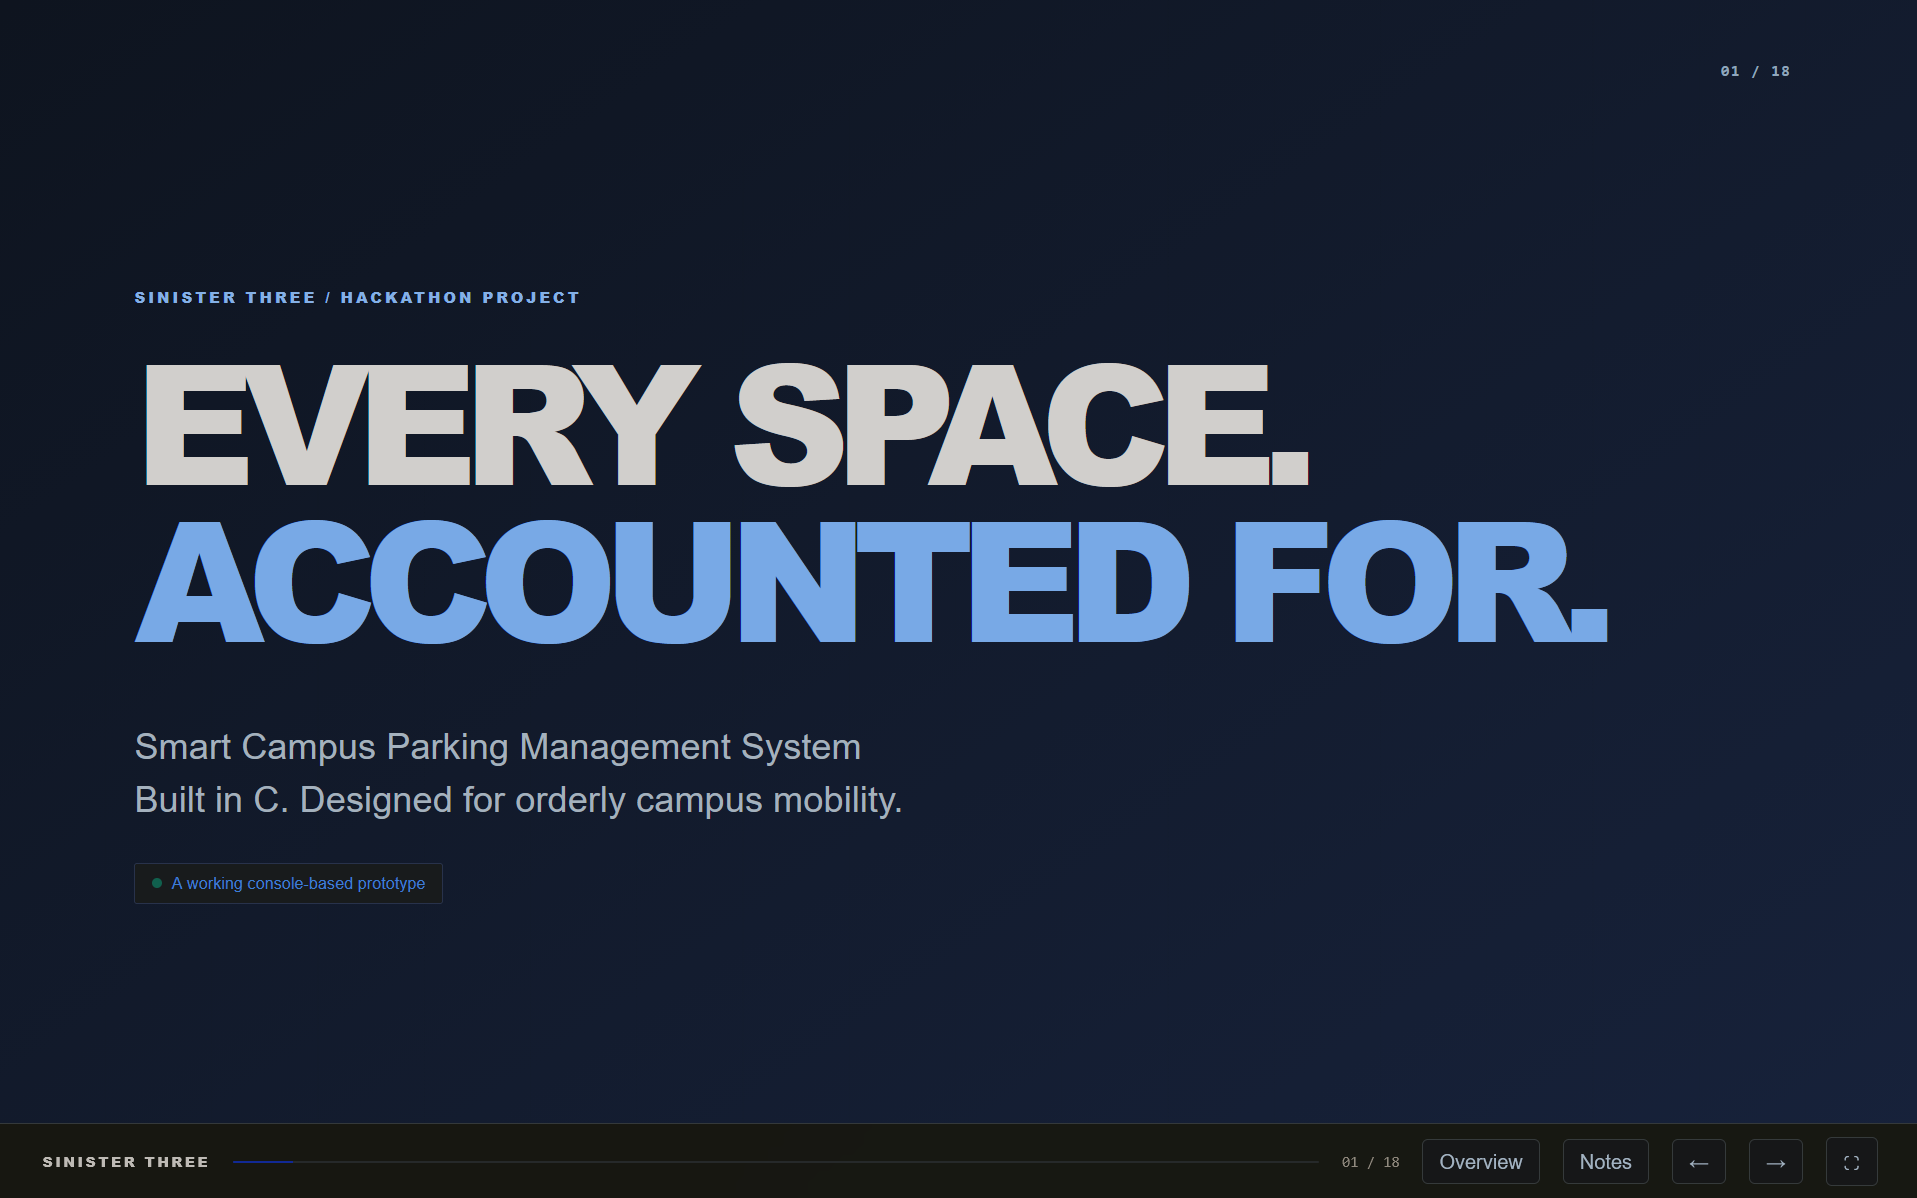 01 / 18
SINISTER THREE / HACKATHON PROJECT
EVERY SPACE.
ACCOUNTED FOR.
Smart Campus Parking Management System
Built in C. Designed for orderly campus mobility.
A working console-based prototype
SINISTER THREE
01 / 18
Overview
Notes
←
→